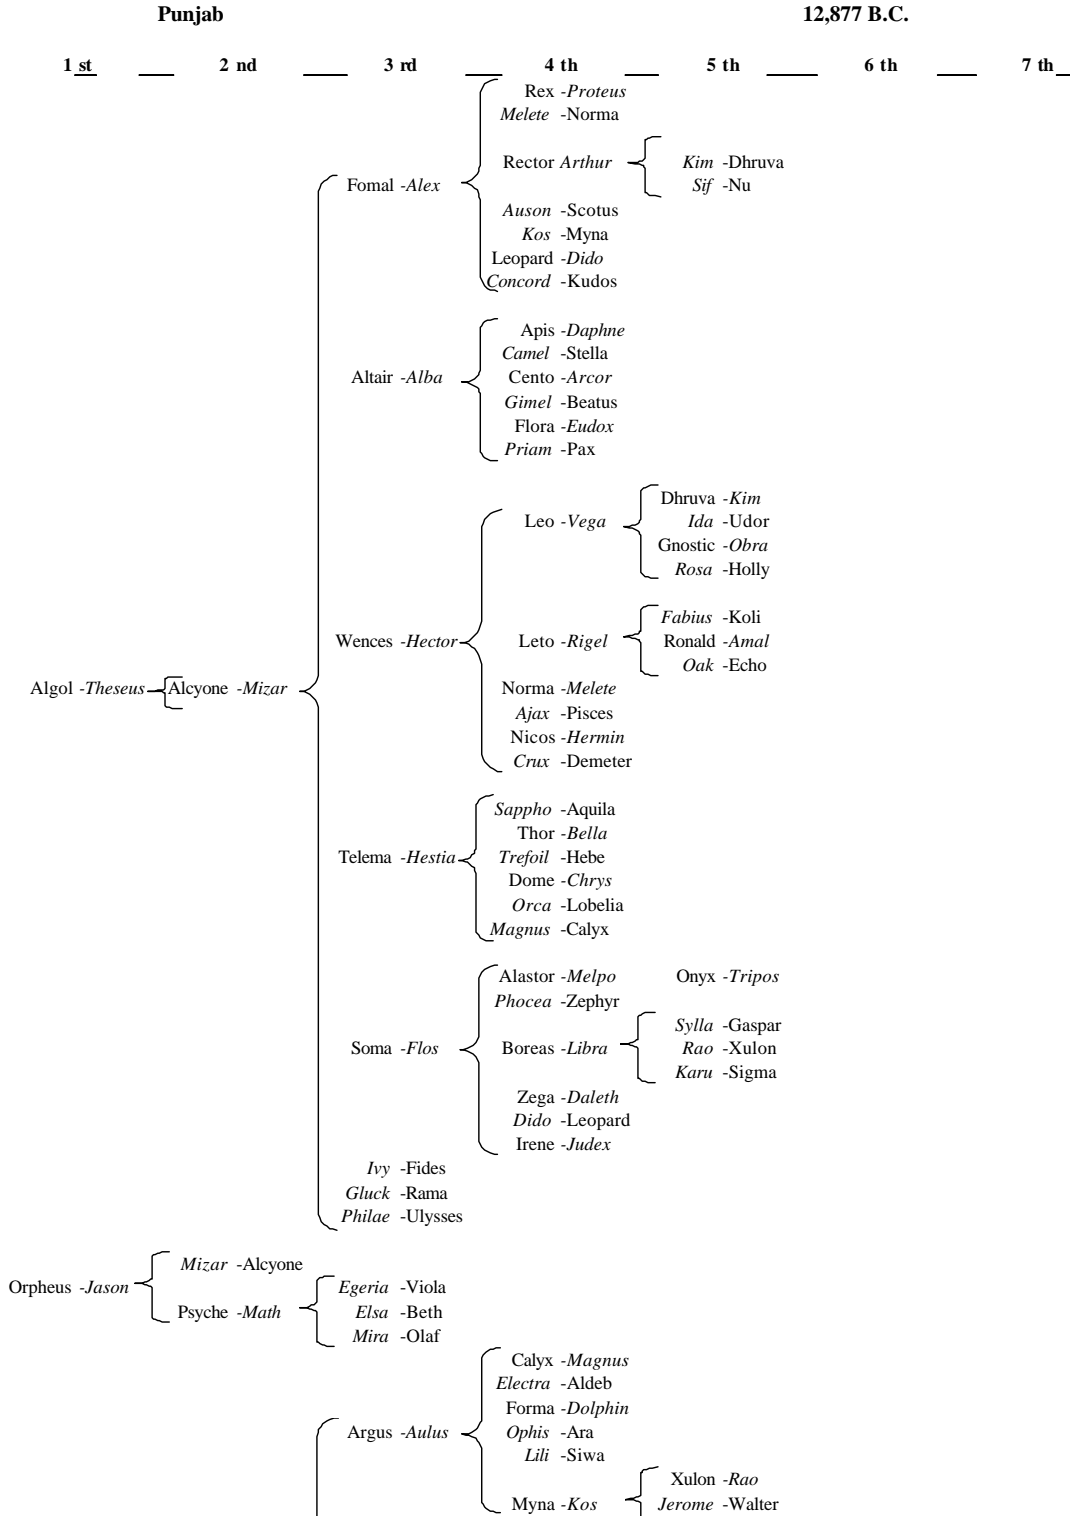 Punjab 12,877 B.C.
1 st 2 nd 3 rd 4 th 5 th 6 th 7 th
Rex -Proteus
Melete -Norma
Rector Arthur Kim -Dhruva
Fomal -Alex Sif -Nu
Auson -Scotus
Kos -Myna
Leopard -Dido
Concord -Kudos
Apis -Daphne
Camel -Stella
Altair -Alba Cento -Arcor
Gimel -Beatus
Flora -Eudox
Priam -Pax
Dhruva -Kim
Leo -Vega Ida -Udor
Gnostic -Obra
Rosa -Holly
Fabius -Koli
Wences -Hector Leto -Rigel Ronald -Amal
Oak -Echo
Algol -Theseus Alcyone -Mizar Norma -Melete
Ajax -Pisces
Nicos -Hermin
Crux -Demeter
Sappho -Aquila
Thor -Bella
Telema -Hestia Trefoil -Hebe
Dome -Chrys
Orca -Lobelia
Magnus -Calyx
Alastor -Melpo Onyx -Tripos
Phocea -Zephyr
Sylla -Gaspar
Soma -Flos Boreas -Libra Rao -Xulon
Karu -Sigma
Zega -Daleth
Dido -Leopard
Irene -Judex
Ivy -Fides
Gluck -Rama
Philae -Ulysses
Mizar -Alcyone
Orpheus -Jason Egeria -Viola
Psyche -Math Elsa -Beth
Mira -Olaf
Calyx -Magnus
Electra -Aldeb
Forma -Dolphin
Argus -Aulus Ophis -Ara
Lili -Siwa
Xulon -Rao
Myna -Kos Jerome -Walter